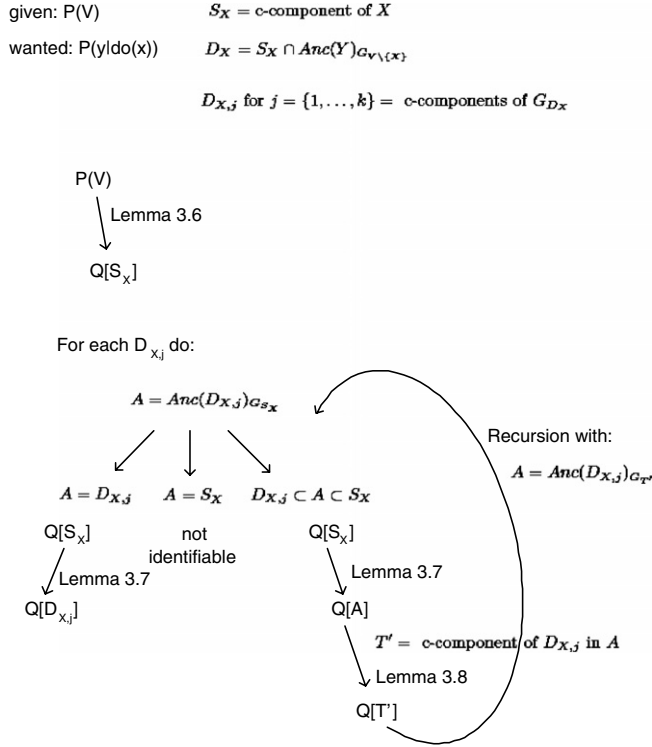 given: P(V)
S_X = c-component of X
wanted: P(y|do(x))
D_X = S_X ∩ Anc(Y)_{G_{V\{X}}}
D_{X,j} for j = {1,...,k} = c-components of G_{D_X}
P(V)
Lemma 3.6
Q[S_X]
For each D_{X,j} do:
A = Anc(D_{X,j})_{G_{S_X}}
Recursion with:
A = Anc(D_{X,j})_{G_{T'}}
A = D_{X,j}
A = S_X
D_{X,j} ⊂ A ⊂ S_X
Q[S_X]
not
identifiable
Q[S_X]
Lemma 3.7
Lemma 3.7
Q[D_{X,j}]
Q[A]
T' = c-component of D_{X,j} in A
Lemma 3.8
Q[T']